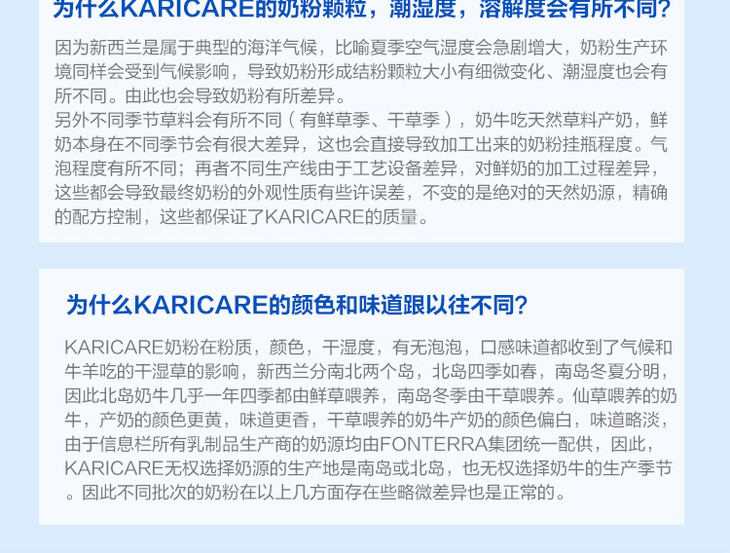 为什么KARICARE的奶粉颗粒，潮湿度，溶解度会有所不同？
因为新西兰是属于典型的海洋气候，比喻夏季空气湿度会急剧增大，奶粉生产环
境同样会受到气候影响，导致奶粉形成结粉颗粒大小有细微变化、潮湿度也会有
所不同。由此也会导致奶粉有所差异。
另外不同季节草料会有所不同（有鲜草季、干草季），奶牛吃天然草料产奶，鲜
奶本身在不同季节会有很大差异，这也会直接导致加工出来的奶粉挂瓶程度。气
泡程度有所不同；再者不同生产线由于工艺设备差异，对鲜奶的加工过程差异，
这些都会导致最终奶粉的外观性质有些许误差，不变的是绝对的天然奶源，精确
的配方控制，这些都保证了KARICARE的质量。
为什么KARICARE的颜色和味道跟以往不同？
KARICARE奶粉在粉质，颜色，干湿度，有无泡泡，口感味道都收到了气候和
牛羊吃的干湿草的影响，新西兰分南北两个岛，北岛四季如春，南岛冬夏分明，
因此北岛奶牛几乎一年四季都由鲜草喂养，南岛冬季由干草喂养。仙草喂养的奶
牛，产奶的颜色更黄，味道更香，干草喂养的奶牛产奶的颜色偏白，味道略淡，
由于信息栏所有乳制品生产商的奶源均由FONTERRA集团统一配供，因此，
KARICARE无权选择奶源的生产地是南岛或北岛，也无权选择奶牛的生产季节
。因此不同批次的奶粉在以上几方面存在些略微差异也是正常的。